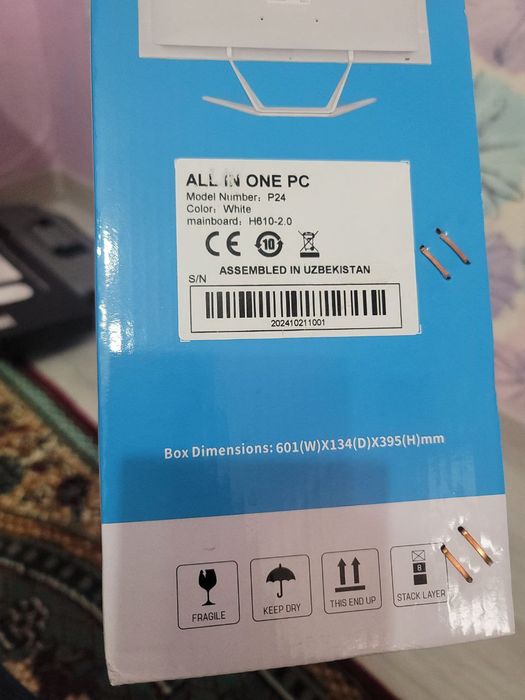 ALL IN ONE PC
Model Number: P24
Color: White
mainboard: H610-2.0
CE 10
ASSEMBLED IN UZBEKISTAN
S/N
202410211001
Box Dimensions: 601(W)X134(D)X395(H)mm
8
FRAGILE
KEEP DRY
THIS END UP
STACK LAYER